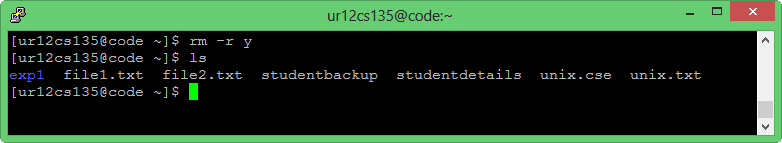 ur12cs135@code:~
[ur12cs135@code ~]$ rm -r y
[ur12cs135@code ~]$ ls
exp1  file1.txt  file2.txt  studentbackup  studentdetails  unix.cse  unix.txt
[ur12cs135@code ~]$